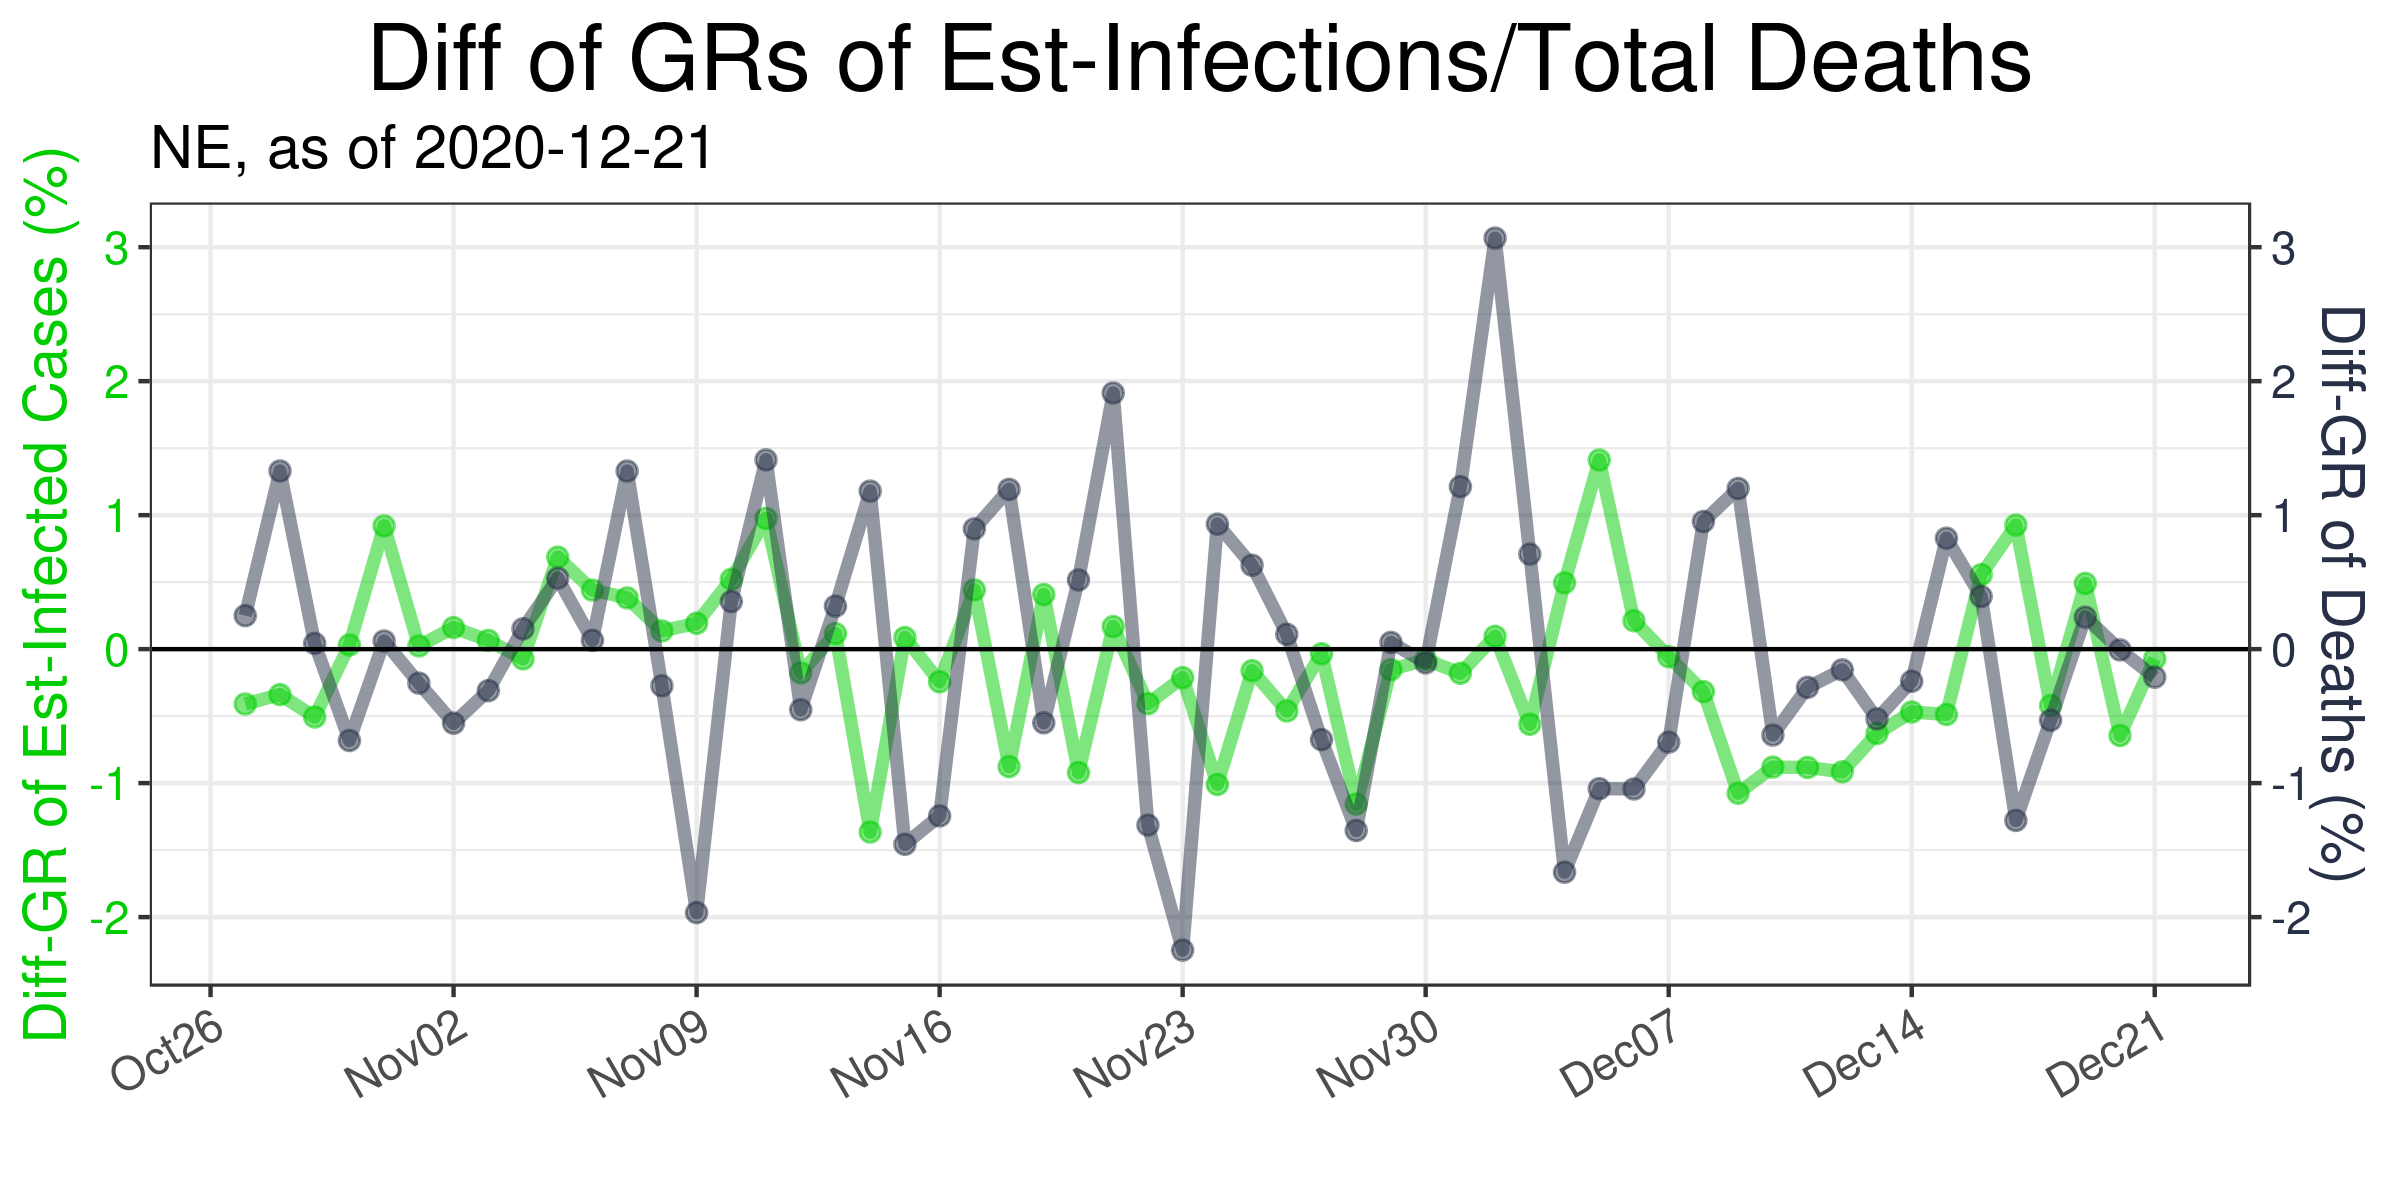 Diff of GRs of Est-Infections/Total Deaths
NE, as of 2020-12-21
Diff-GR of Est-Infected Cases (%)
3
2
1
0
-1
-2
3
2
1
0
-1
-2
Diff-GR of Deaths (%)
Oct26
Nov02
Nov09
Nov16
Nov23
Nov30
Dec07
Dec14
Dec21